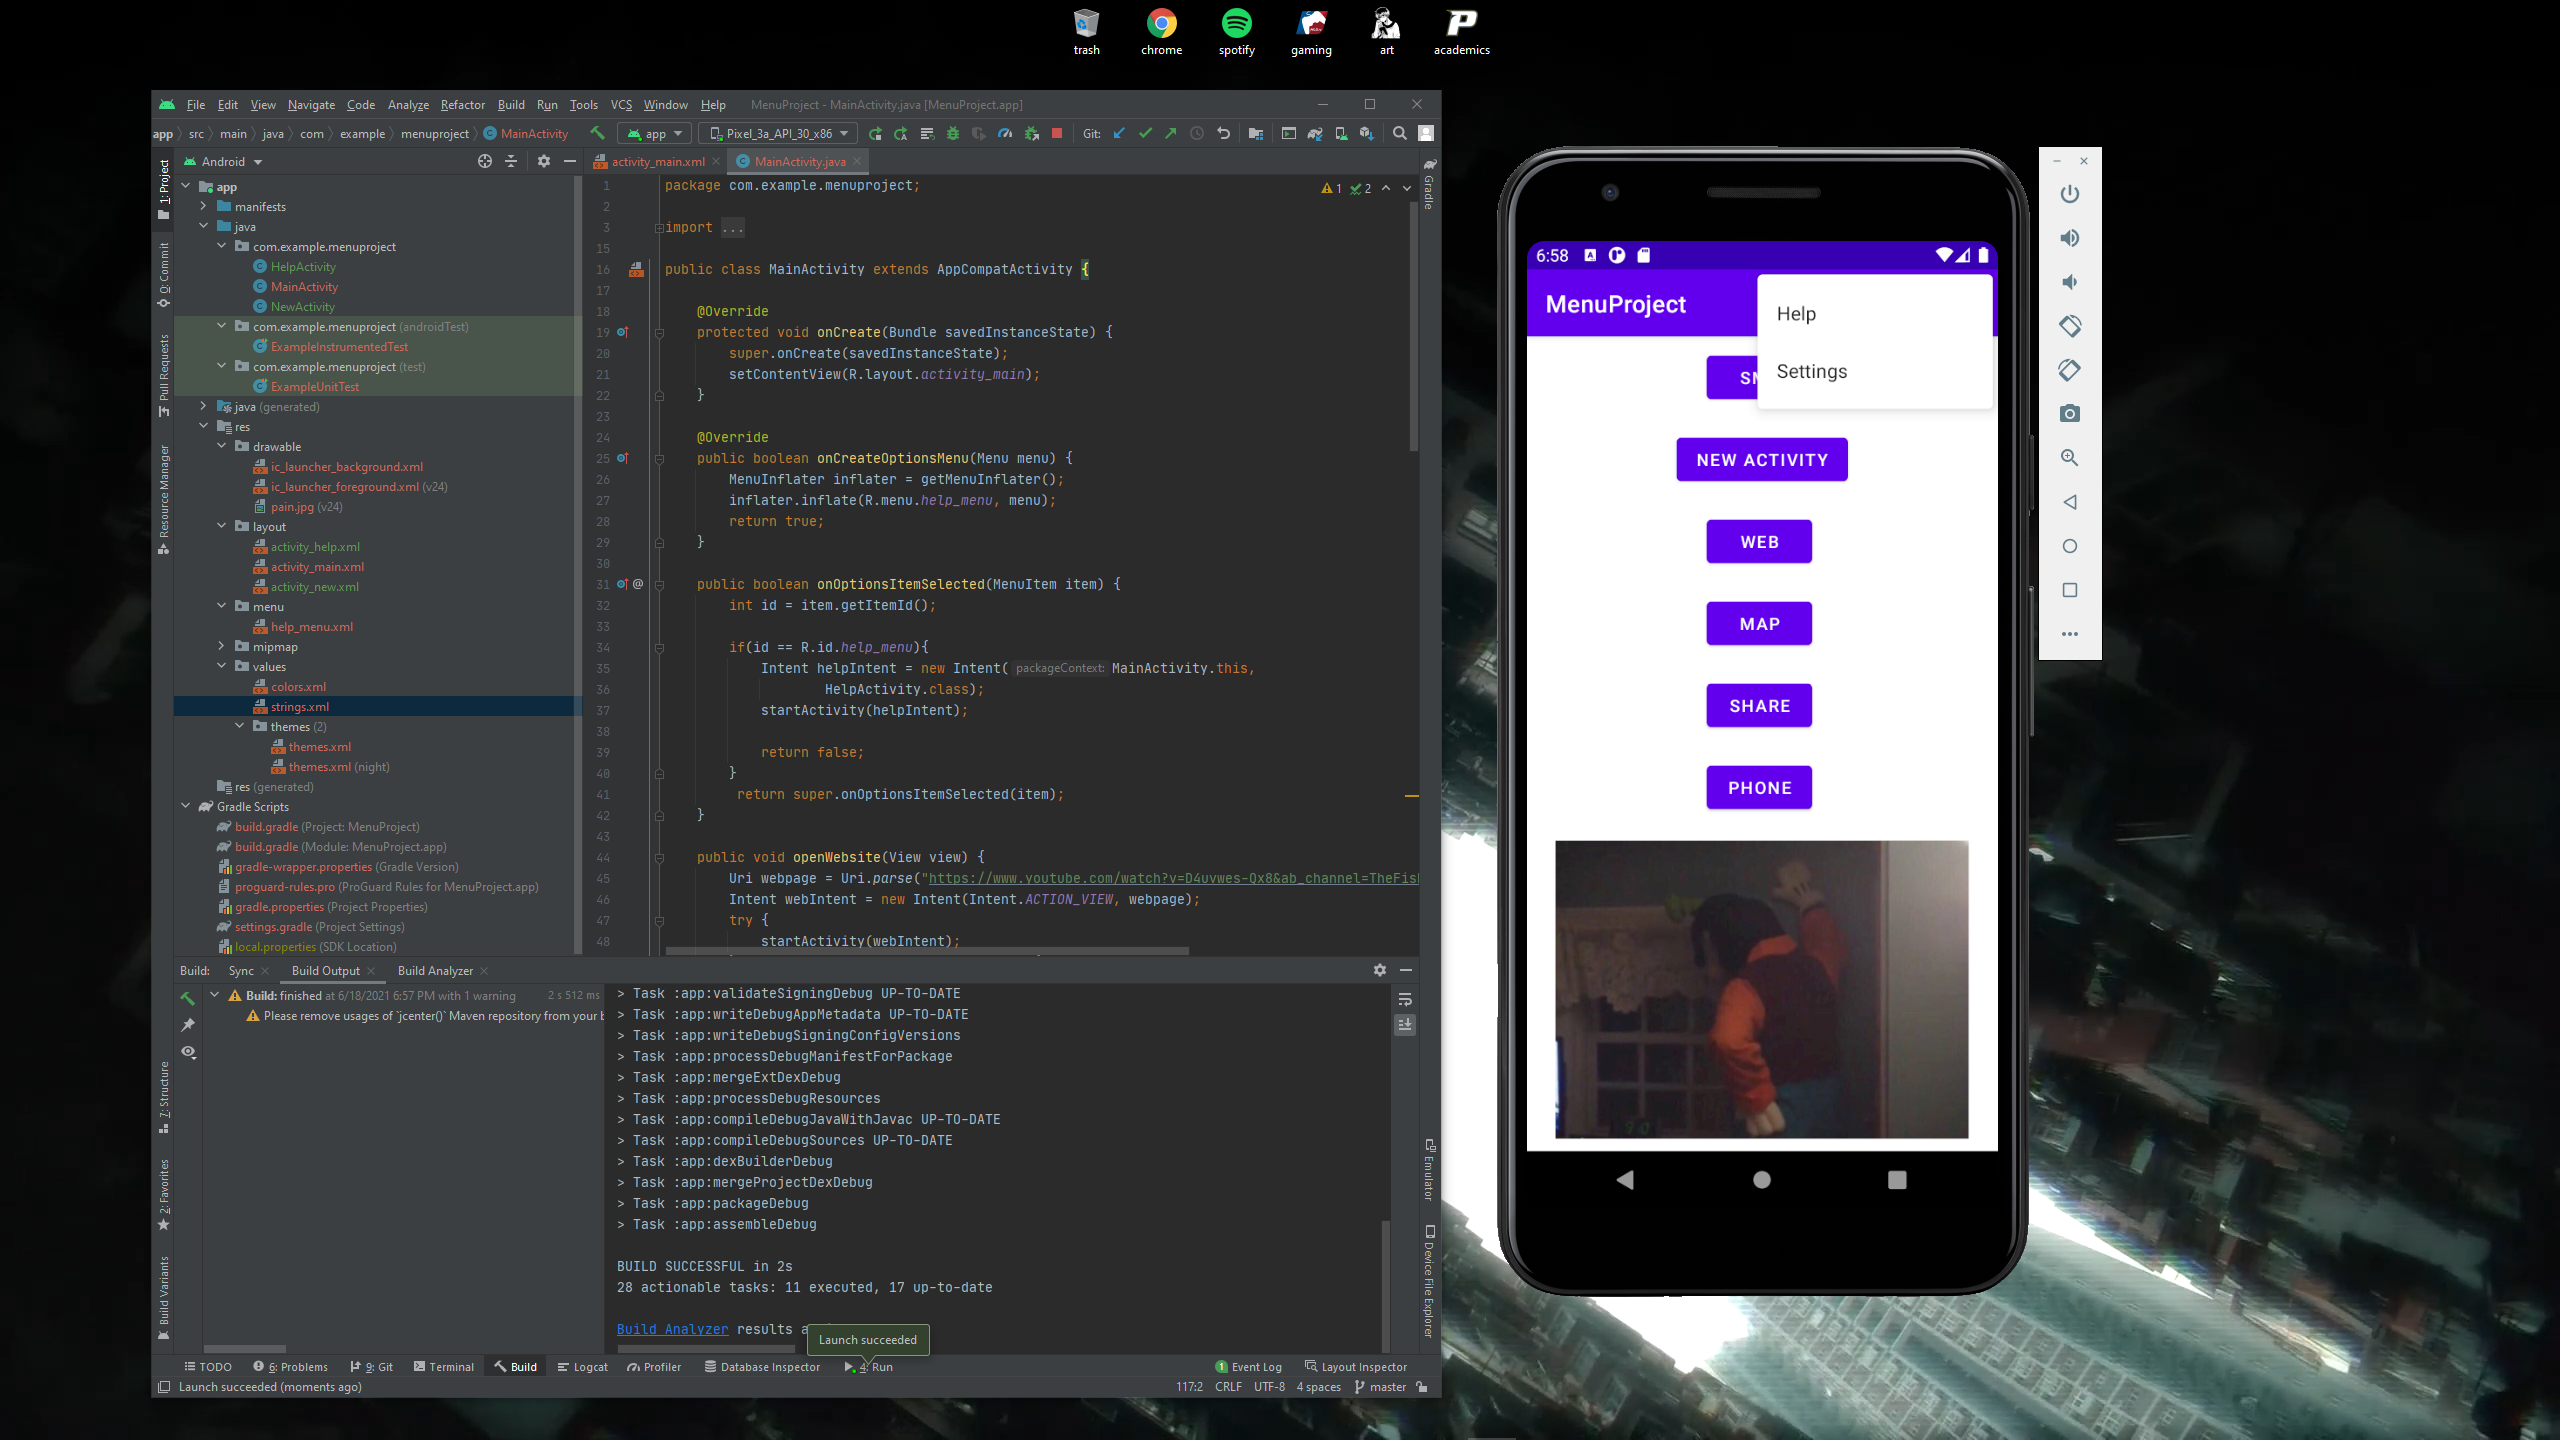 trash
chrome
spotify
gaming
art
academics
File Edit View Navigate Code Analyze Refactor Build Run Tools VCS Window Help MenuProject - MainActivity.java [MenuProject.app]
app src main java com example menuproject MainActivity app Pixel_3a_API_30_x86 Git:
1: Project
0: Commit
Pull Requests
Resource Manager
7: Structure
2: Favorites
Build Variants
Android
app
manifests
java
com.example.menuproject
HelpActivity
MainActivity
NewActivity
com.example.menuproject (androidTest)
ExampleInstrumentedTest
com.example.menuproject (test)
ExampleUnitTest
java (generated)
res
drawable
ic_launcher_background.xml
ic_launcher_foreground.xml (v24)
pain.jpg (v24)
layout
activity_help.xml
activity_main.xml
activity_new.xml
menu
help_menu.xml
mipmap
values
colors.xml
strings.xml
themes (2)
themes.xml
themes.xml (night)
res (generated)
Gradle Scripts
build.gradle (Project: MenuProject)
build.gradle (Module: MenuProject.app)
gradle-wrapper.properties (Gradle Version)
proguard-rules.pro (ProGuard Rules for MenuProject.app)
gradle.properties (Project Properties)
settings.gradle (Project Settings)
local.properties (SDK Location)
activity_main.xml MainActivity.java
1 2
1 package com.example.menuproject;
2
3 import ...
15
16 public class MainActivity extends AppCompatActivity {
17
18 @Override
19 protected void onCreate(Bundle savedInstanceState) {
20 super.onCreate(savedInstanceState);
21 setContentView(R.layout.activity_main);
22 }
23
24 @Override
25 public boolean onCreateOptionsMenu(Menu menu) {
26 MenuInflater inflater = getMenuInflater();
27 inflater.inflate(R.menu.help_menu, menu);
28 return true;
29 }
30
31 @ public boolean onOptionsItemSelected(MenuItem item) {
32 int id = item.getItemId();
33
34 if(id == R.id.help_menu){
35 Intent helpIntent = new Intent( packageContext: MainActivity.this,
36 HelpActivity.class);
37 startActivity(helpIntent);
38
39 return false;
40 }
41 return super.onOptionsItemSelected(item);
42 }
43
44 public void openWebsite(View view) {
45 Uri webpage = Uri.parse("https://www.youtube.com/watch?v=D4uvwes-Qx8&ab_channel=TheFis
46 Intent webIntent = new Intent(Intent.ACTION_VIEW, webpage);
47 try {
48 startActivity(webIntent);
Gradle
Emulator
Device File Explorer
Build: Sync Build Output Build Analyzer
Build: finished at 6/18/2021 6:57 PM with 1 warning 2 s 512 ms
Please remove usages of `jcenter()` Maven repository from your b
> Task :app:validateSigningDebug UP-TO-DATE
> Task :app:writeDebugAppMetadata UP-TO-DATE
> Task :app:writeDebugSigningConfigVersions
> Task :app:processDebugManifestForPackage
> Task :app:mergeExtDexDebug
> Task :app:processDebugResources
> Task :app:compileDebugJavaWithJavac UP-TO-DATE
> Task :app:compileDebugSources UP-TO-DATE
> Task :app:dexBuilderDebug
> Task :app:mergeProjectDexDebug
> Task :app:packageDebug
> Task :app:assembleDebug
BUILD SUCCESSFUL in 2s
28 actionable tasks: 11 executed, 17 up-to-date
Build Analyzer results a
Launch succeeded
TODO 6: Problems 9: Git Terminal Build Logcat Profiler Database Inspector 4: Run 1 Event Log Layout Inspector
Launch succeeded (moments ago) 117:2 CRLF UTF-8 4 spaces master
6:58
MenuProject
Help
Settings
NEW ACTIVITY
WEB
MAP
SHARE
PHONE